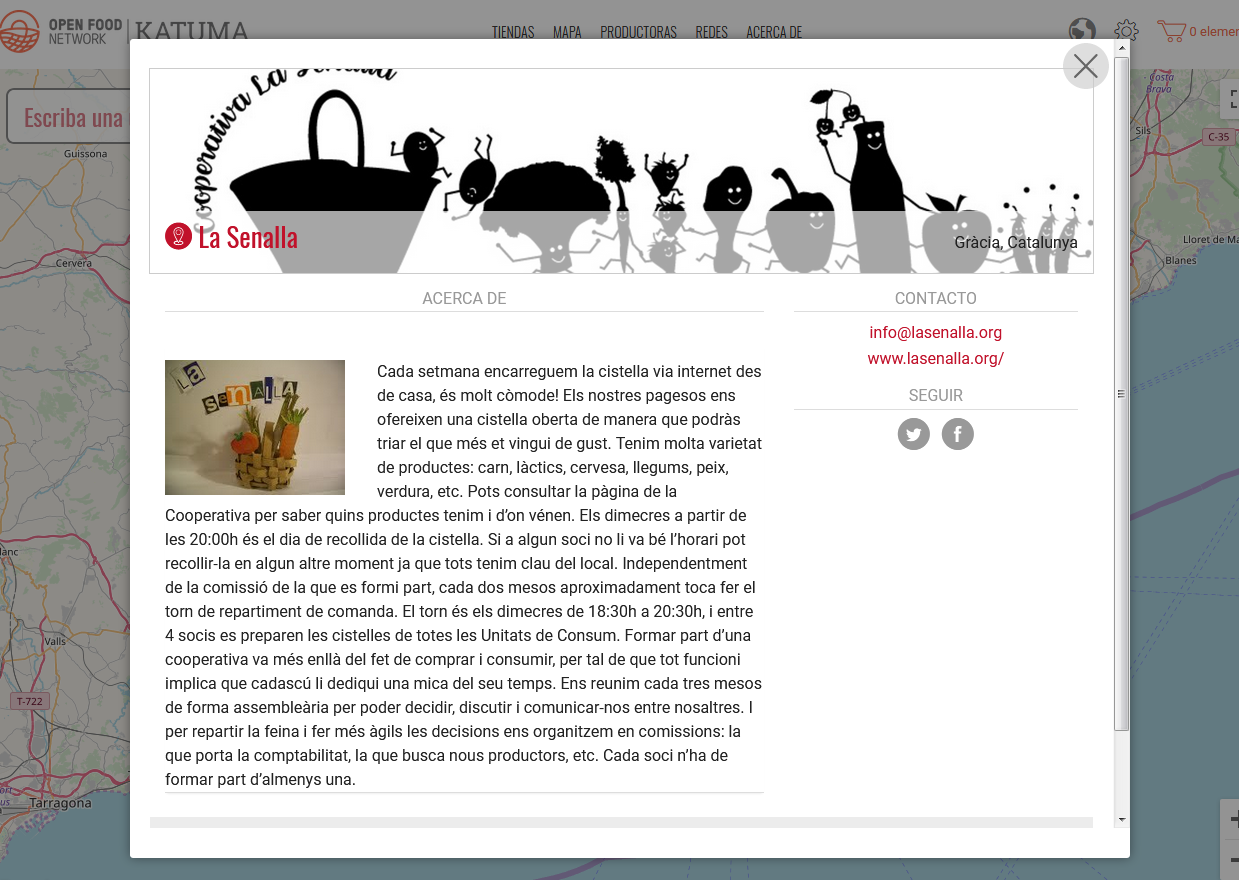 OPEN FOOD
NETWORK
KATUMA
TIENDAS
MAPA
PRODUCTORAS
REDES
ACERCA DE
0 elemen
Escriba una
Costa
Brava
Sils
C-35
Guissona
Cervera
Lloret de Ma
Blanes
Valls
T-722
Tarragona
Cooperativa La Senalla
La Senalla
Gràcia, Catalunya
ACERCA DE
La
senalla
Cada setmana encarreguem la cistella via internet des
de casa, és molt còmode! Els nostres pagesos ens
ofereixen una cistella oberta de manera que podràs
triar el que més et vingui de gust. Tenim molta varietat
de productes: carn, làctics, cervesa, llegums, peix,
verdura, etc. Pots consultar la pàgina de la
Cooperativa per saber quins productes tenim i d’on vénen. Els dimecres a partir de
les 20:00h és el dia de recollida de la cistella. Si a algun soci no li va bé l’horari pot
recollir-la en algun altre moment ja que tots tenim clau del local. Independentment
de la comissió de la que es formi part, cada dos mesos aproximadament toca fer el
torn de repartiment de comanda. El torn és els dimecres de 18:30h a 20:30h, i entre
4 socis es preparen les cistelles de totes les Unitats de Consum. Formar part d’una
cooperativa va més enllà del fet de comprar i consumir, per tal de que tot funcioni
implica que cadascú li dediqui una mica del seu temps. Ens reunim cada tres mesos
de forma assembleària per poder decidir, discutir i comunicar-nos entre nosaltres. I
per repartir la feina i fer més àgils les decisions ens organitzem en comissions: la
que porta la comptabilitat, la que busca nous productors, etc. Cada soci n’ha de
formar part d’almenys una.
CONTACTO
info@lasenalla.org
www.lasenalla.org/
SEGUIR